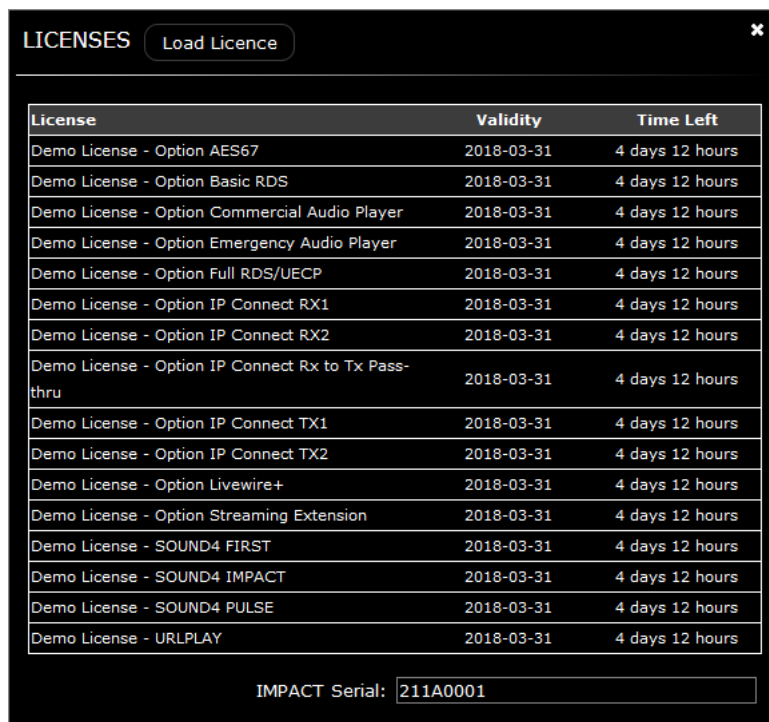 LICENSES Load Licence ✖
License Validity Time Left
Demo License - Option AES67 2018-03-31 4 days 12 hours
Demo License - Option Basic RDS 2018-03-31 4 days 12 hours
Demo License - Option Commercial Audio Player 2018-03-31 4 days 12 hours
Demo License - Option Emergency Audio Player 2018-03-31 4 days 12 hours
Demo License - Option Full RDS/UECP 2018-03-31 4 days 12 hours
Demo License - Option IP Connect RX1 2018-03-31 4 days 12 hours
Demo License - Option IP Connect RX2 2018-03-31 4 days 12 hours
Demo License - Option IP Connect Rx to Tx Pass-
thru 2018-03-31 4 days 12 hours
Demo License - Option IP Connect TX1 2018-03-31 4 days 12 hours
Demo License - Option IP Connect TX2 2018-03-31 4 days 12 hours
Demo License - Option Livewire+ 2018-03-31 4 days 12 hours
Demo License - Option Streaming Extension 2018-03-31 4 days 12 hours
Demo License - SOUND4 FIRST 2018-03-31 4 days 12 hours
Demo License - SOUND4 IMPACT 2018-03-31 4 days 12 hours
Demo License - SOUND4 PULSE 2018-03-31 4 days 12 hours
Demo License - URLPLAY 2018-03-31 4 days 12 hours
IMPACT Serial: 211A0001